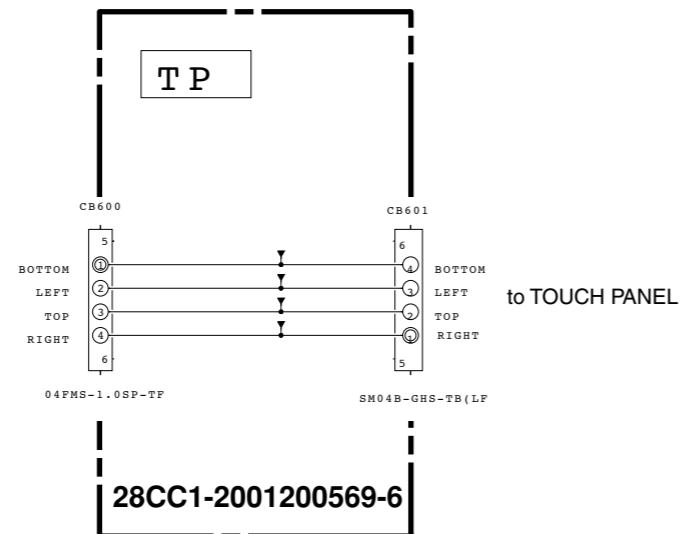 TP
CB600
CB601
5
6
BOTTOM 1 4 BOTTOM
LEFT 2 3 LEFT
to TOUCH PANEL
TOP 3 2 TOP
RIGHT 4 1 RIGHT
6
5
04FMS-1.0SP-TF
SM04B-GHS-TB(LF
28CC1-2001200569-6